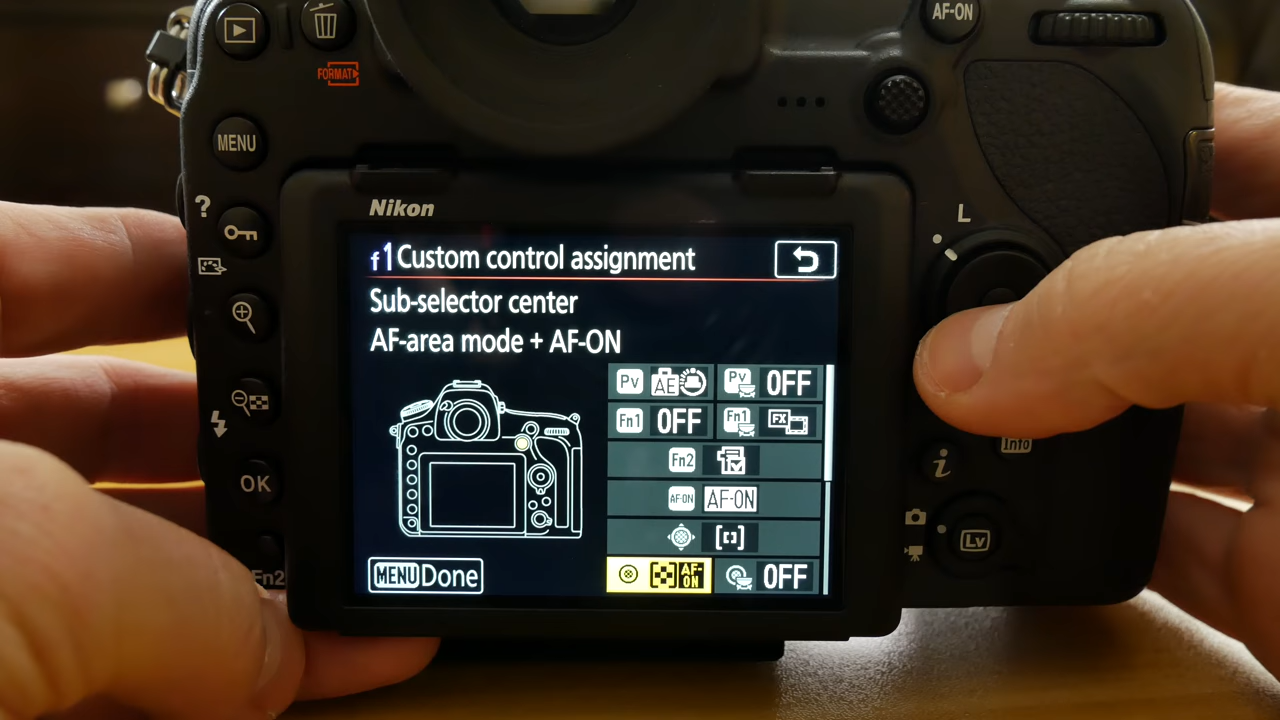 AF-ON
FORMAT
MENU
?
L
Nikon
f1 Custom control assignment
Sub-selector center
AF-area mode + AF-ON
Pv AE Pv OFF
Fn1 OFF Fn1 FX
Fn2
AF-ON AF-ON
AF-ON OFF
MENU Done
OK
Fn2
Info
i
Lv